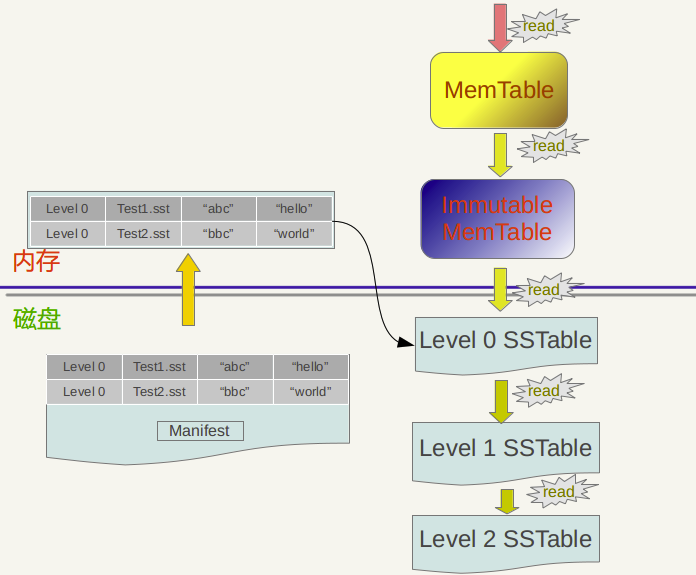 read
MemTable
read
Immutable
MemTable
Level 0 Test1.sst “abc” “hello”
Level 0 Test2.sst “bbc” “world”
内存
read
磁盘
Level 0 SSTable
Level 0 Test1.sst “abc” “hello”
Level 0 Test2.sst “bbc” “world”
Manifest
read
Level 1 SSTable
read
Level 2 SSTable